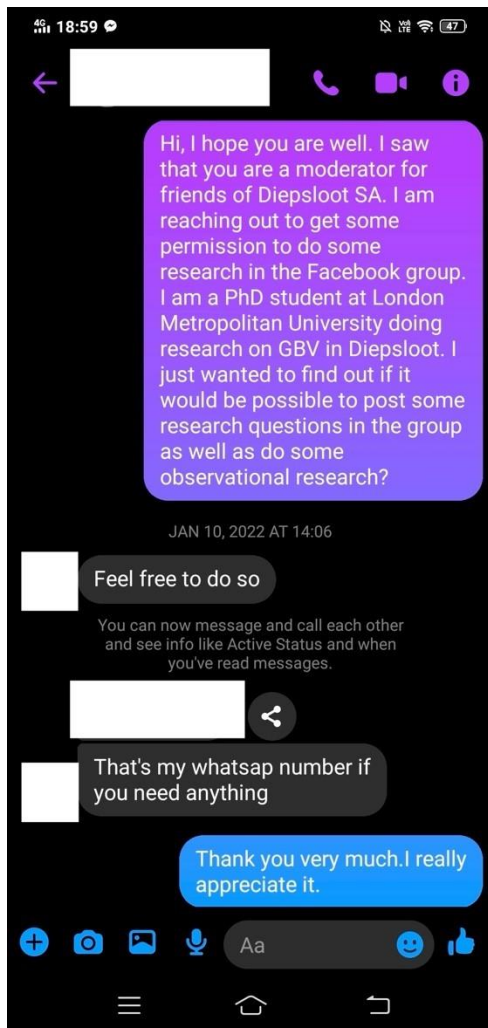 4G 18:59
VoI) LTE 47
Hi, I hope you are well. I saw
that you are a moderator for
friends of Diepsloot SA. I am
reaching out to get some
permission to do some
research in the Facebook group.
I am a PhD student at London
Metropolitan University doing
research on GBV in Diepsloot. I
just wanted to find out if it
would be possible to post some
research questions in the group
as well as do some
observational research?
JAN 10, 2022 AT 14:06
Feel free to do so
You can now message and call each other
and see info like Active Status and when
you've read messages.
That's my whatsap number if
you need anything
Thank you very much.I really
appreciate it.
Aa